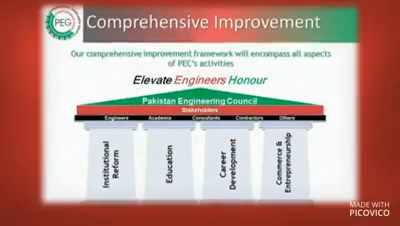 PEC
Comprehensive Improvement
Our comprehensive improvement framework will encompass all aspects
of PEC's activities
Elevate Engineers Honour
Pakistan Engineering Council
Stakeholders
Engineers Academia Consultants Contractors Others
Institutional
Reform
Education
Career
Development
Commerce &
Entrepreneurship
MADE WITH
PICOVICO